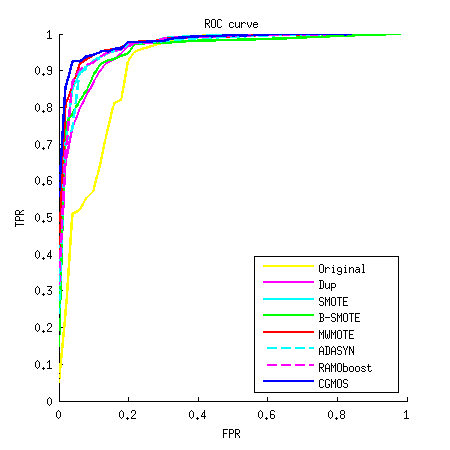 ROC curve
1
0.9
0.8
0.7
0.6
0.5
0.4
0.3
0.2
0.1
0
TPR
0 0.2 0.4 0.6 0.8 1
FPR
Original
Dup
SMOTE
B-SMOTE
MWMOTE
ADASYN
RAMOboost
CGMOS